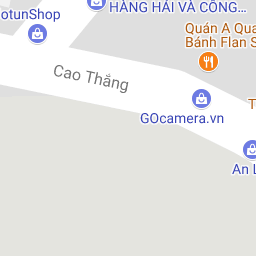 otunShop
HÀNG HẢI VÀ CÔNG...
Quán A Qua
Bánh Flan S
Cao Thắng
GOcamera.vn
An L
T